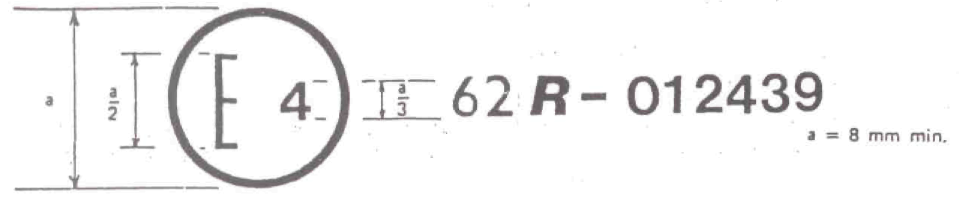 a
a/2
E 4
a/3
62 R - 012439
a = 8 mm min.